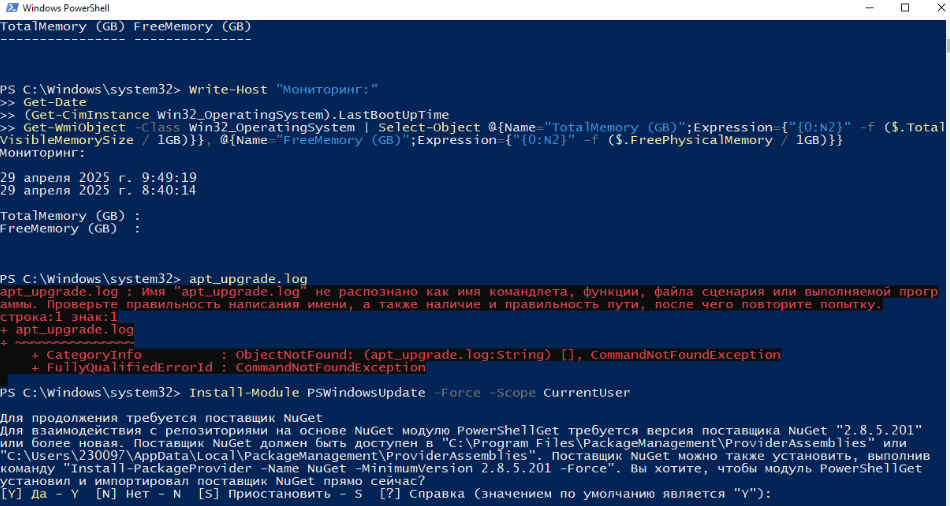 Windows PowerShell
TotalMemory (GB) FreeMemory (GB)
---------------- ---------------
PS C:\Windows\system32> Write-Host "Мониторинг:"
>> Get-Date
>> (Get-CimInstance Win32_OperatingSystem).LastBootUpTime
>> Get-WmiObject -Class Win32_OperatingSystem | Select-Object @{Name="TotalMemory (GB)";Expression={"{0:N2}" -f ($.Total
VisibleMemorySize / 1GB)}}, @{Name="FreeMemory (GB)";Expression={"{0:N2}" -f ($.FreePhysicalMemory / 1GB)}}
Мониторинг:
29 апреля 2025 г. 9:49:19
29 апреля 2025 г. 8:40:14
TotalMemory (GB) :
FreeMemory (GB)  :
PS C:\Windows\system32> apt_upgrade.log
apt_upgrade.log : Имя "apt_upgrade.log" не распознано как имя командлета, функции, файла сценария или выполняемой прогр
аммы. Проверьте правильность написания имени, а также наличие и правильность пути, после чего повторите попытку.
строка:1 знак:1
+ apt_upgrade.log
+ ~~~~~~~~~~~~~~~
    + CategoryInfo          : ObjectNotFound: (apt_upgrade.log:String) [], CommandNotFoundException
    + FullyQualifiedErrorId : CommandNotFoundException
PS C:\Windows\system32> Install-Module PSWindowsUpdate -Force -Scope CurrentUser
Для продолжения требуется поставщик NuGet
Для взаимодействия с репозиториями на основе NuGet модулю PowerShellGet требуется версия поставщика NuGet "2.8.5.201"
или более новая. Поставщик NuGet должен быть доступен в "C:\Program Files\PackageManagement\ProviderAssemblies" или
"C:\Users\230097\AppData\Local\PackageManagement\ProviderAssemblies". Поставщик NuGet можно также установить, выполнив
команду "Install-PackageProvider -Name NuGet -MinimumVersion 2.8.5.201 -Force". Вы хотите, чтобы модуль PowerShellGet
установил и импортировал поставщик NuGet прямо сейчас?
[Y] Да - Y  [N] Нет - N  [S] Приостановить - S  [?] Справка (значением по умолчанию является "Y"):